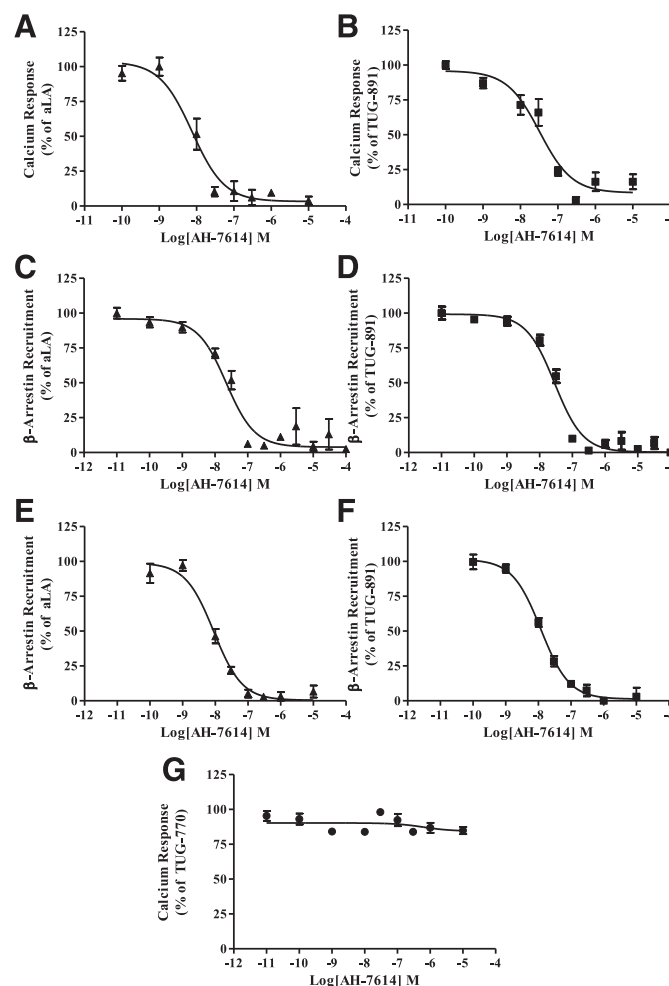 A
125
100
75
50
25
0
Calcium Response
(% of aLA)
-11 -10 -9 -8 -7 -6 -5 -4
Log[AH-7614] M
B
125
100
75
50
25
0
Calcium Response
(% of TUG-891)
-11 -10 -9 -8 -7 -6 -5 -4
Log[AH-7614] M
C
125
100
75
50
25
0
β-Arrestin Recruitment
(% of aLA)
-12 -11 -10 -9 -8 -7 -6 -5 -4
Log[AH-7614] M
D
125
100
75
50
25
0
β-Arrestin Recruitment
(% of TUG-891)
-12 -11 -10 -9 -8 -7 -6 -5 -4
Log[AH-7614] M
E
125
100
75
50
25
0
β-Arrestin Recruitment
(% of aLA)
-11 -10 -9 -8 -7 -6 -5 -4
Log[AH-7614] M
F
125
100
75
50
25
0
β-Arrestin Recruitment
(% of TUG-891)
-11 -10 -9 -8 -7 -6 -5 -4
Log[AH-7614] M
G
125
100
75
50
25
0
Calcium Response
(% of TUG-770)
-12 -11 -10 -9 -8 -7 -6 -5 -4
Log[AH-7614] M